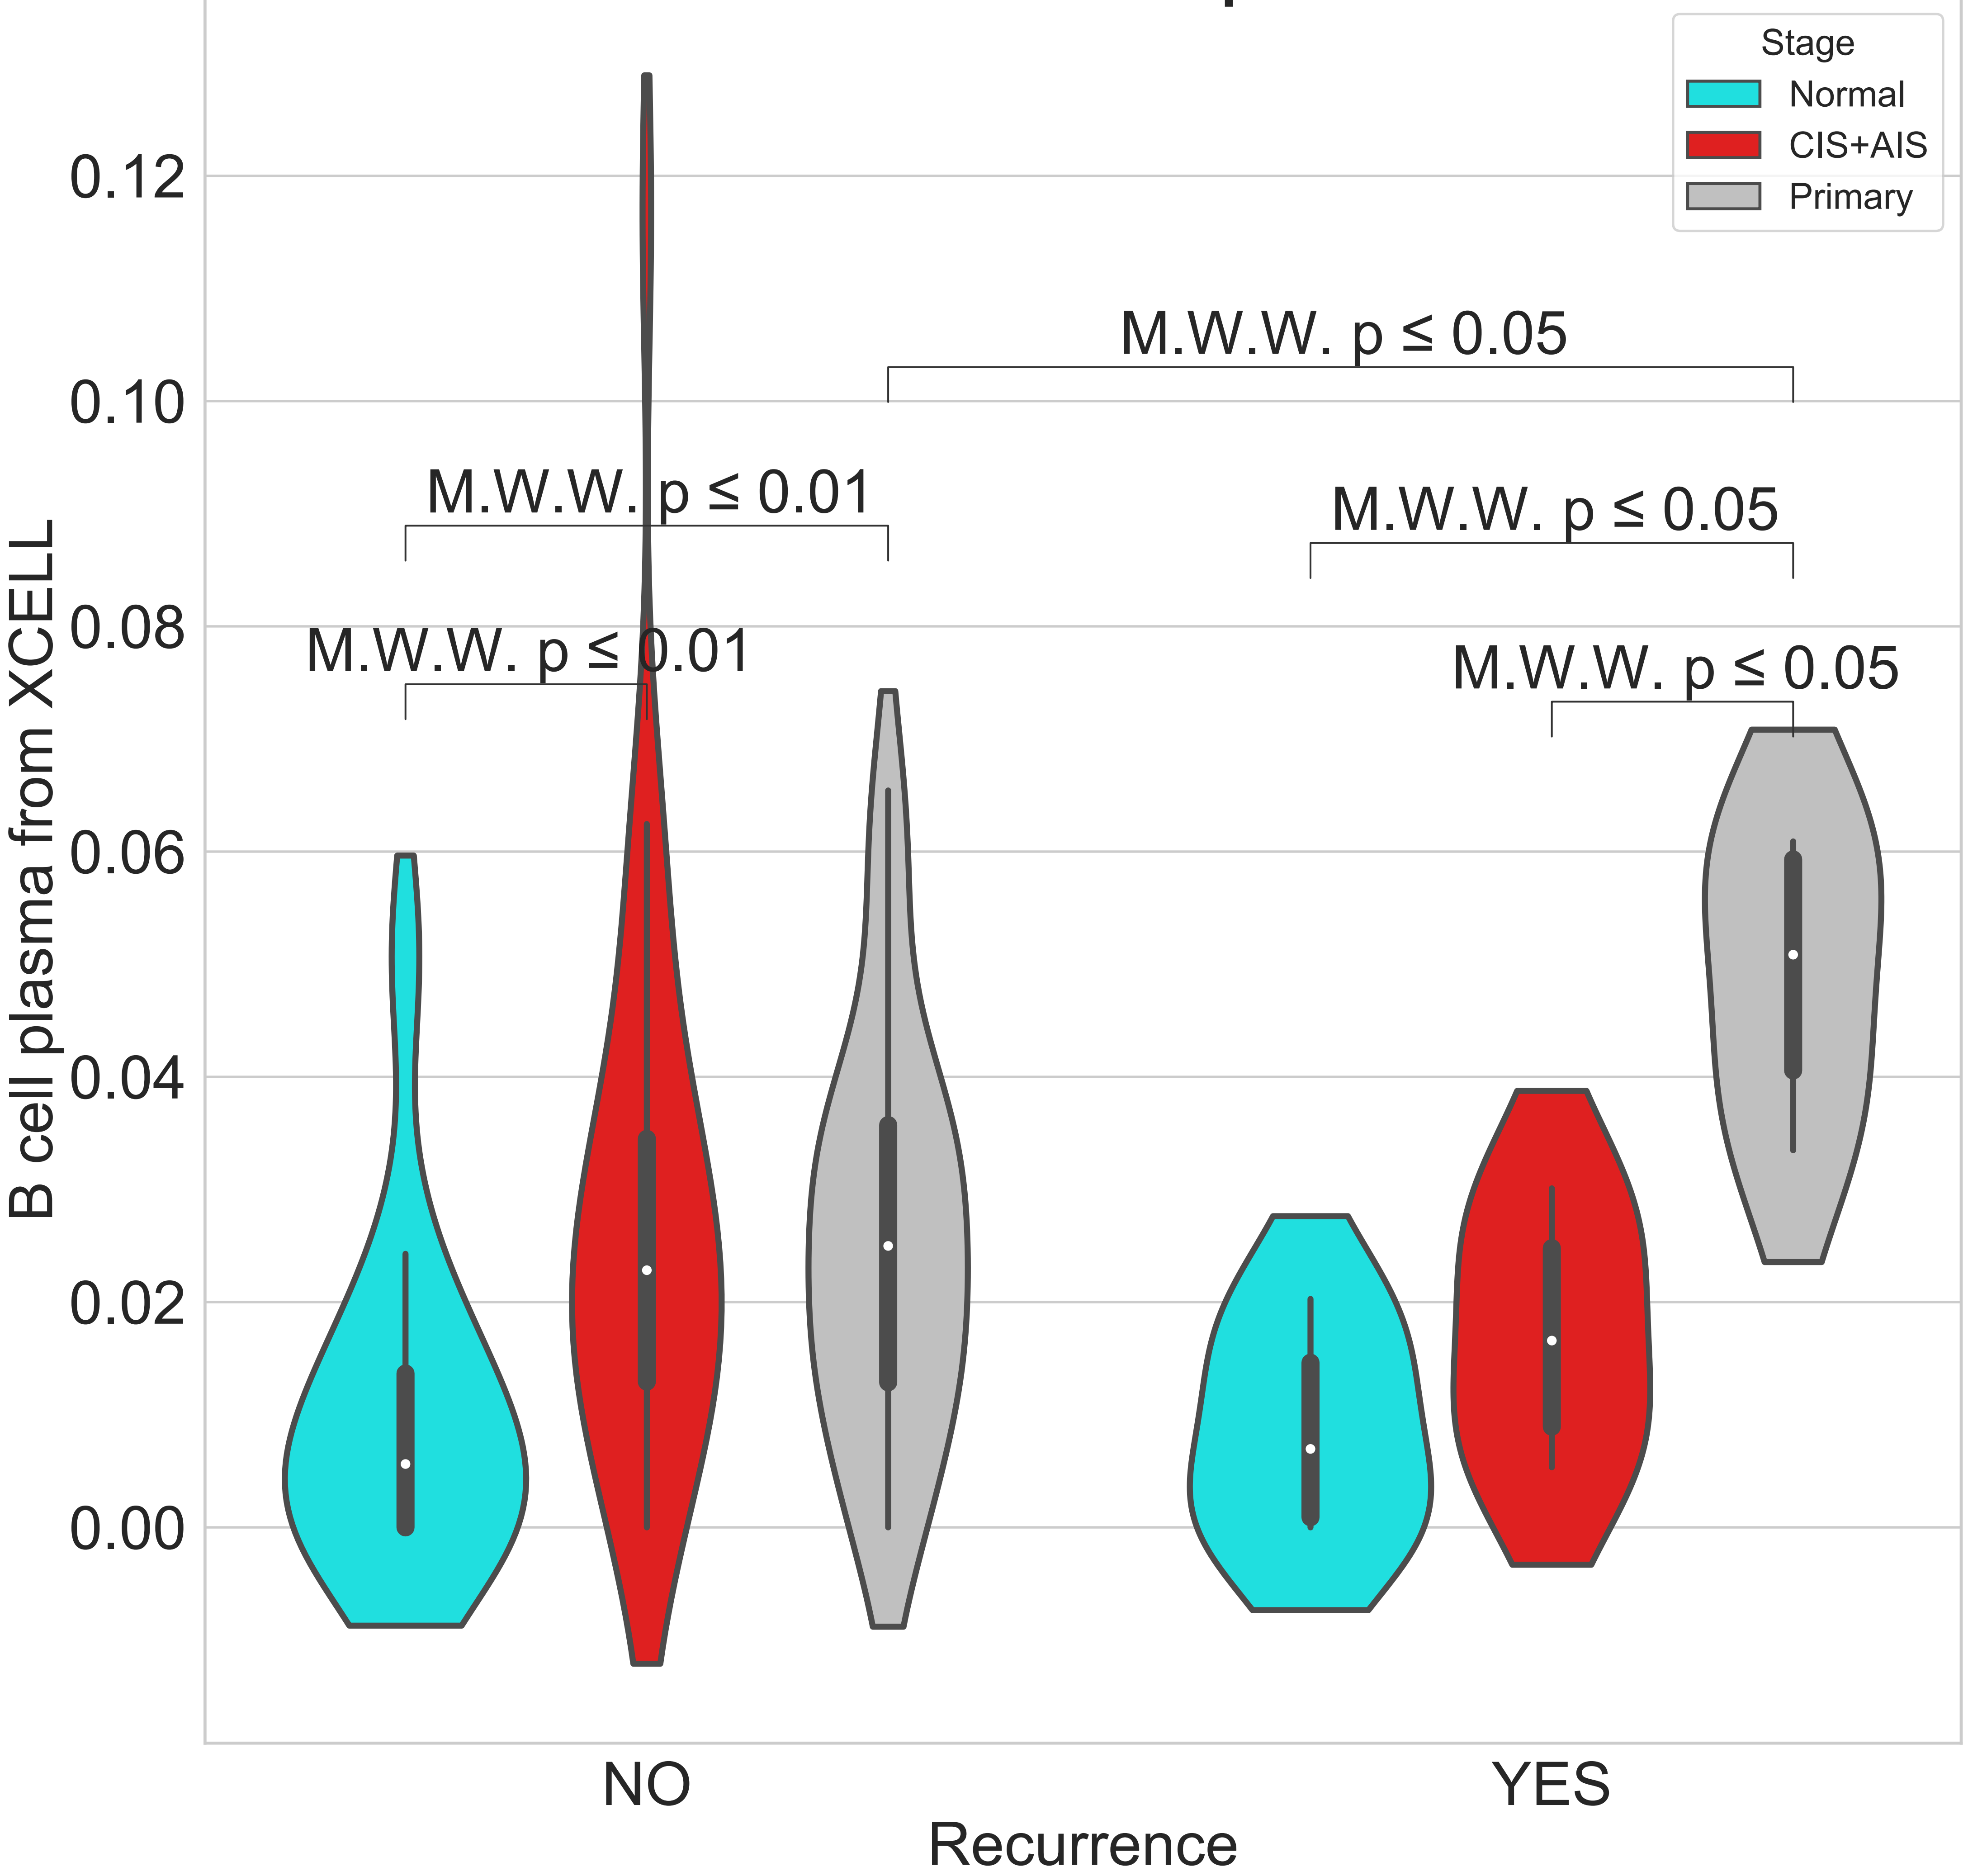 Stage
Normal
CIS+AIS
Primary
0.12
0.10
0.08
0.06
0.04
0.02
0.00
B cell plasma from XCELL
M.W.W. p ≤ 0.05
M.W.W. p ≤ 0.01
M.W.W. p ≤ 0.05
M.W.W. p ≤ 0.01
M.W.W. p ≤ 0.05
NO
YES
Recurrence